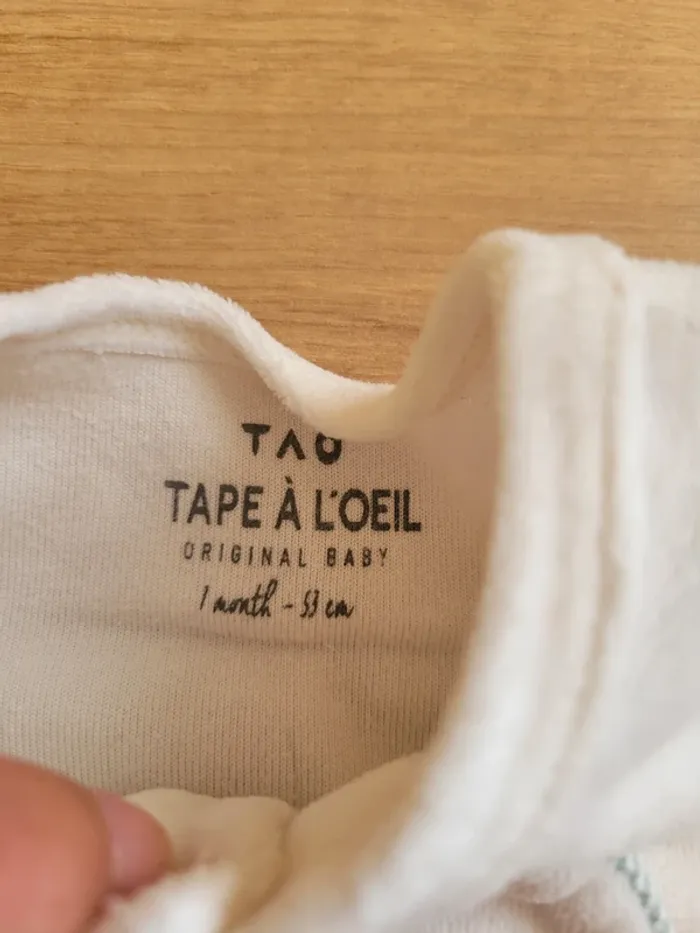 TAO
TAPE À L'OEIL
ORIGINAL BABY
1 month - 53 cm